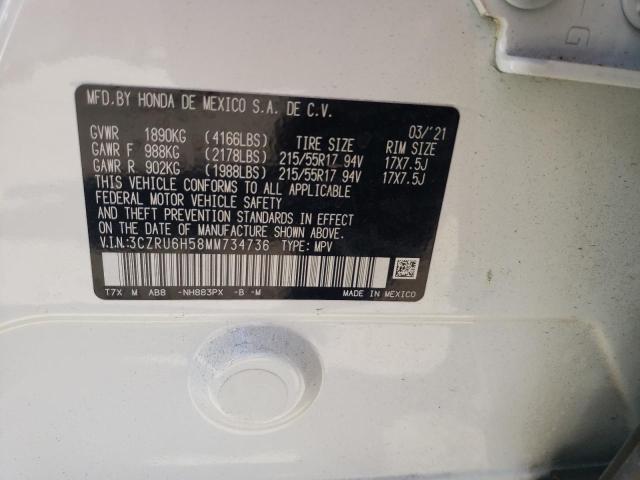 MFD.BY HONDA DE MEXICO S.A. DE C.V.
03/'21
GVWR 1890KG (4166LBS) TIRE SIZE RIM SIZE
GAWR F 988KG (2178LBS) 215/55R17 94V 17X7.5J
GAWR R 902KG (1988LBS) 215/55R17 94V 17X7.5J
THIS VEHICLE CONFORMS TO ALL APPLICABLE
FEDERAL MOTOR VEHICLE SAFETY
AND THEFT PREVENTION STANDARDS IN EFFECT
ON THE DATE OF MANUFACTURE SHOWN ABOVE.
V.I.N:3CZRU6H58MM734736 TYPE: MPV
T7X M AB8 -NH883PX -B -M MADE IN MEXICO